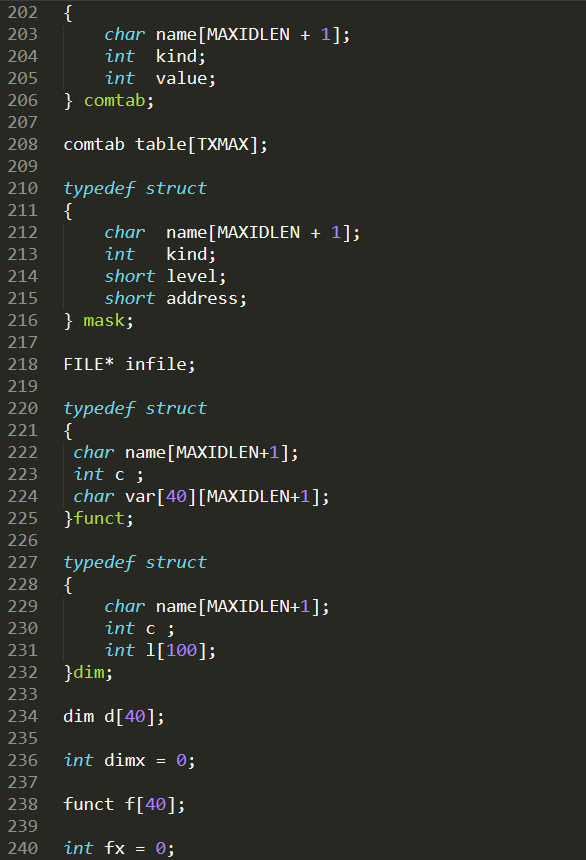 202 {
203     char name[MAXIDLEN + 1];
204     int  kind;
205     int  value;
206 } comtab;
207
208 comtab table[TXMAX];
209
210 typedef struct
211 {
212     char  name[MAXIDLEN + 1];
213     int   kind;
214     short level;
215     short address;
216 } mask;
217
218 FILE* infile;
219
220 typedef struct
221 {
222  char name[MAXIDLEN+1];
223  int c ;
224  char var[40][MAXIDLEN+1];
225 }funct;
226
227 typedef struct
228 {
229     char name[MAXIDLEN+1];
230     int c ;
231     int l[100];
232 }dim;
233
234 dim d[40];
235
236 int dimx = 0;
237
238 funct f[40];
239
240 int fx = 0;